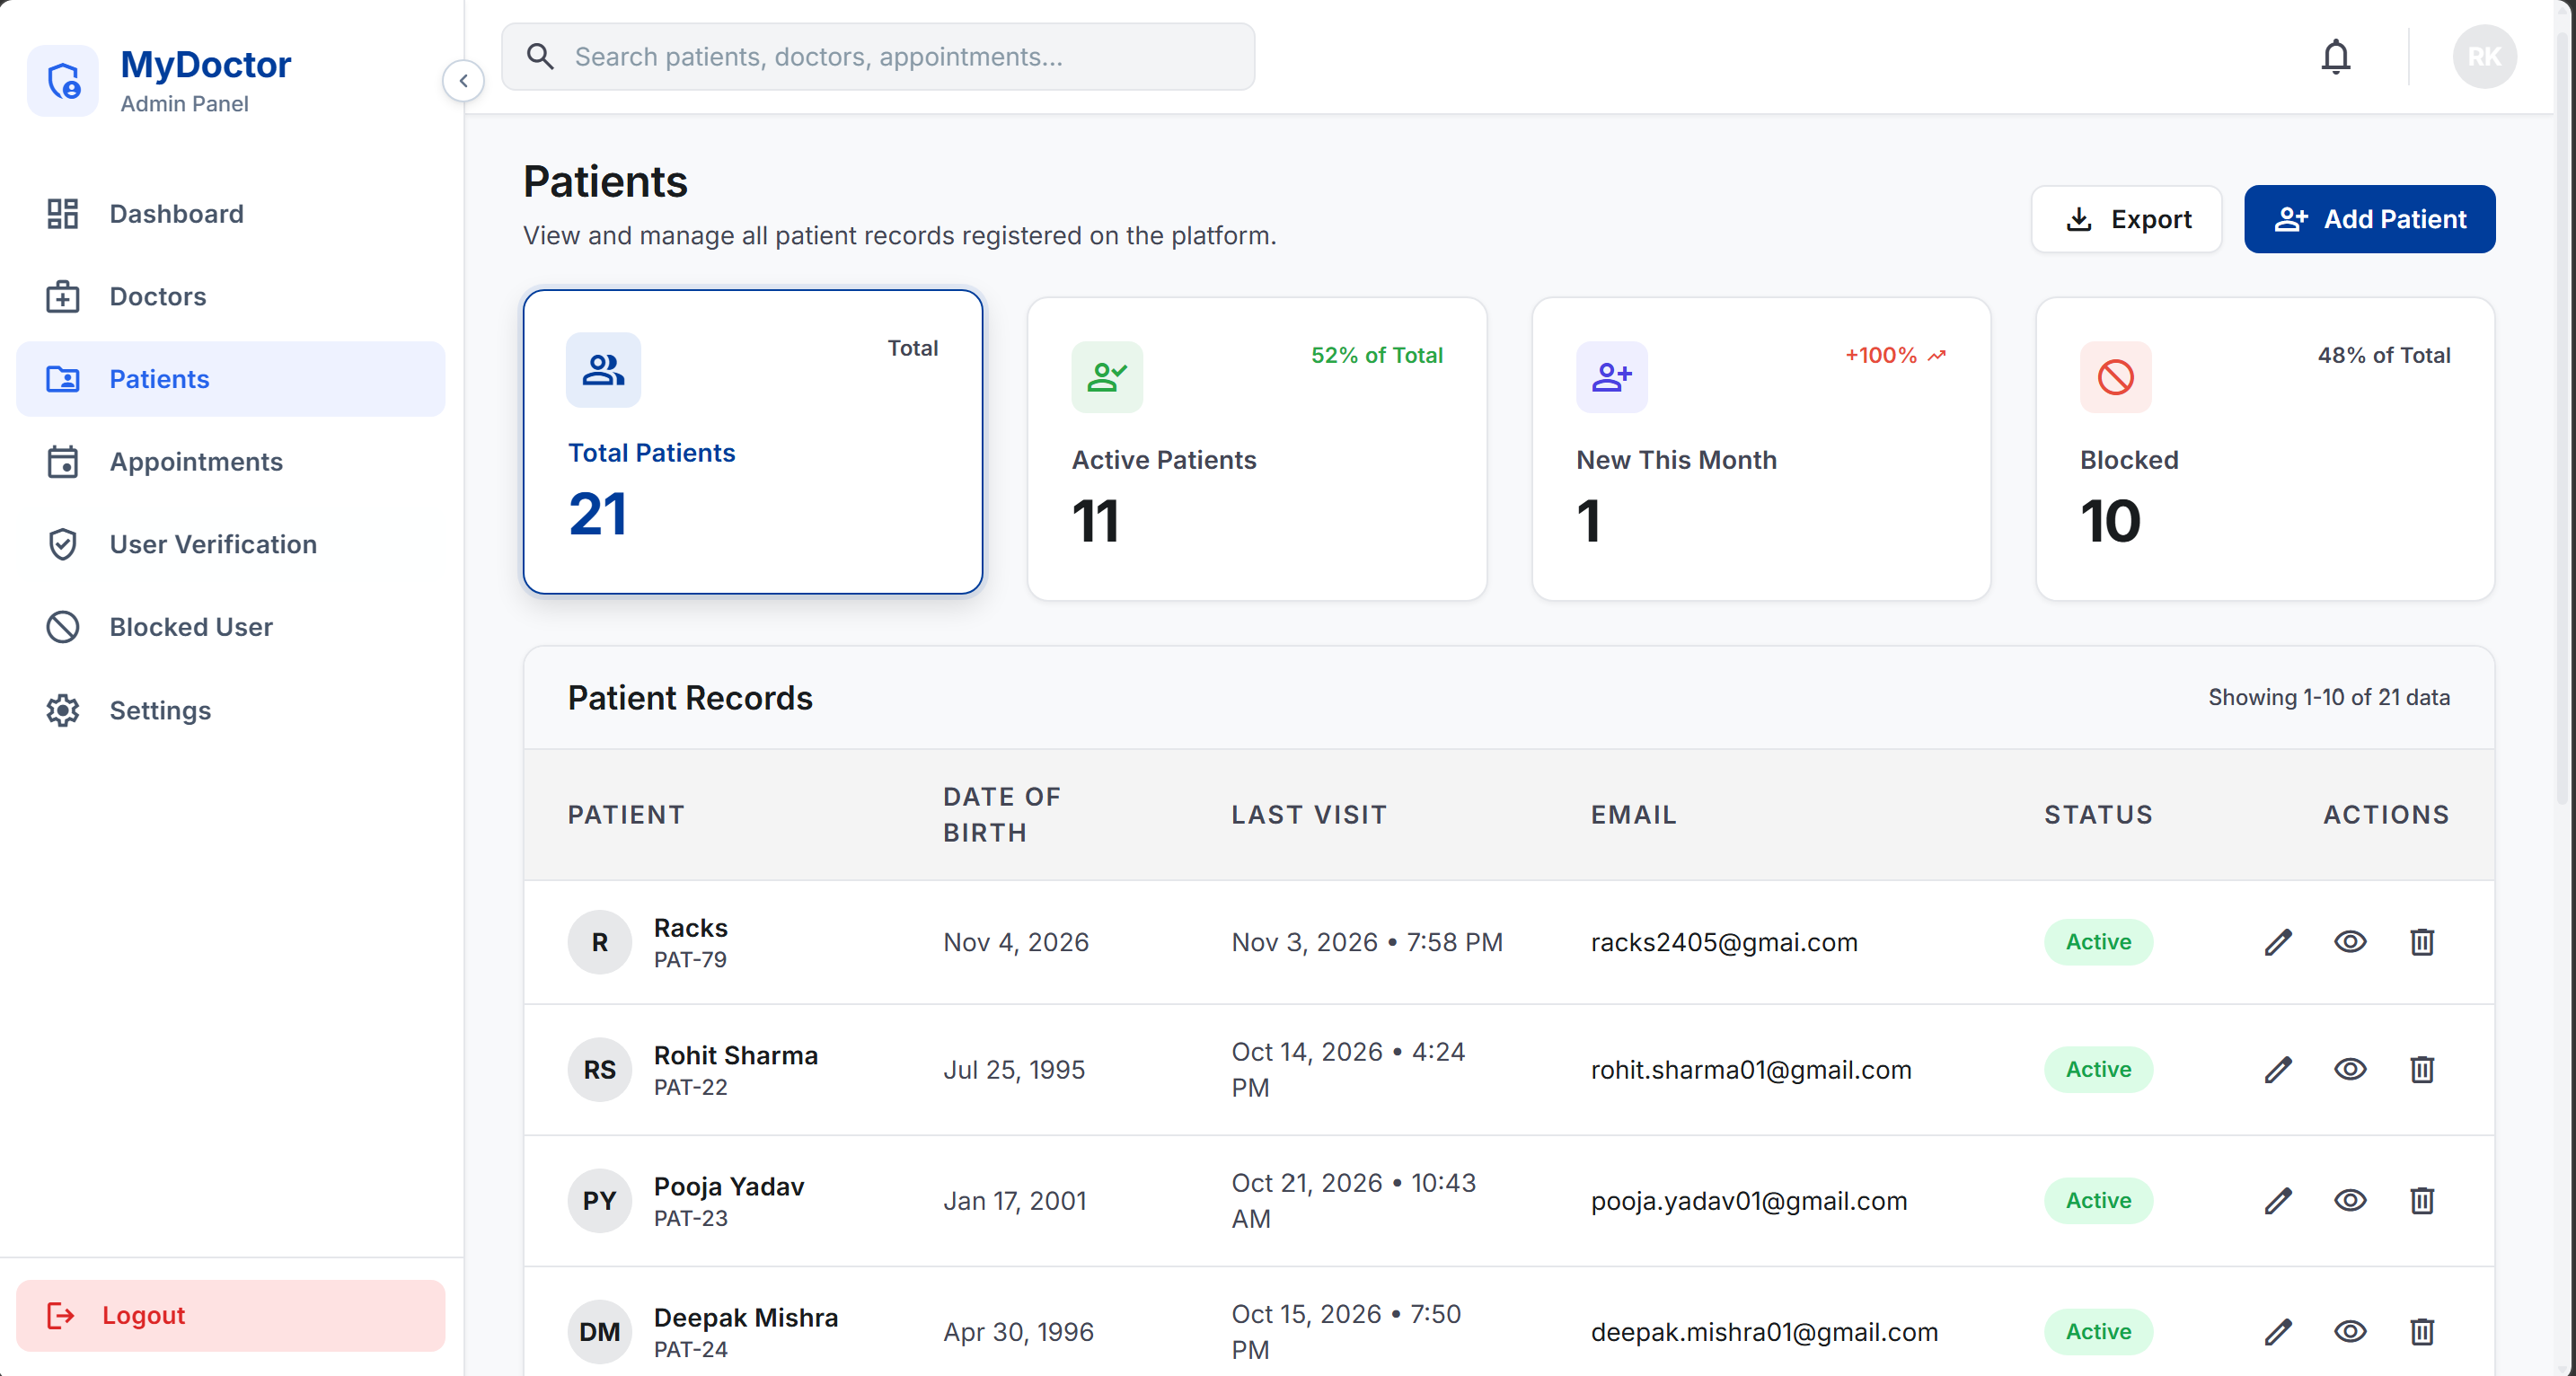 MyDoctor
Admin Panel
Dashboard
Doctors
Patients
Appointments
User Verification
Blocked User
Settings
Logout
Search patients, doctors, appointments...
RK
Patients
View and manage all patient records registered on the platform.
Export
Add Patient
Total
Total Patients
21
52% of Total
Active Patients
11
+100%
New This Month
1
48% of Total
Blocked
10
Patient Records
Showing 1-10 of 21 data
PATIENT
DATE OF
BIRTH
LAST VISIT
EMAIL
STATUS
ACTIONS
R
Racks
PAT-79
Nov 4, 2026
Nov 3, 2026 • 7:58 PM
racks2405@gmai.com
Active
RS
Rohit Sharma
PAT-22
Jul 25, 1995
Oct 14, 2026 • 4:24
PM
rohit.sharma01@gmail.com
Active
PY
Pooja Yadav
PAT-23
Jan 17, 2001
Oct 21, 2026 • 10:43
AM
pooja.yadav01@gmail.com
Active
DM
Deepak Mishra
PAT-24
Apr 30, 1996
Oct 15, 2026 • 7:50
PM
deepak.mishra01@gmail.com
Active